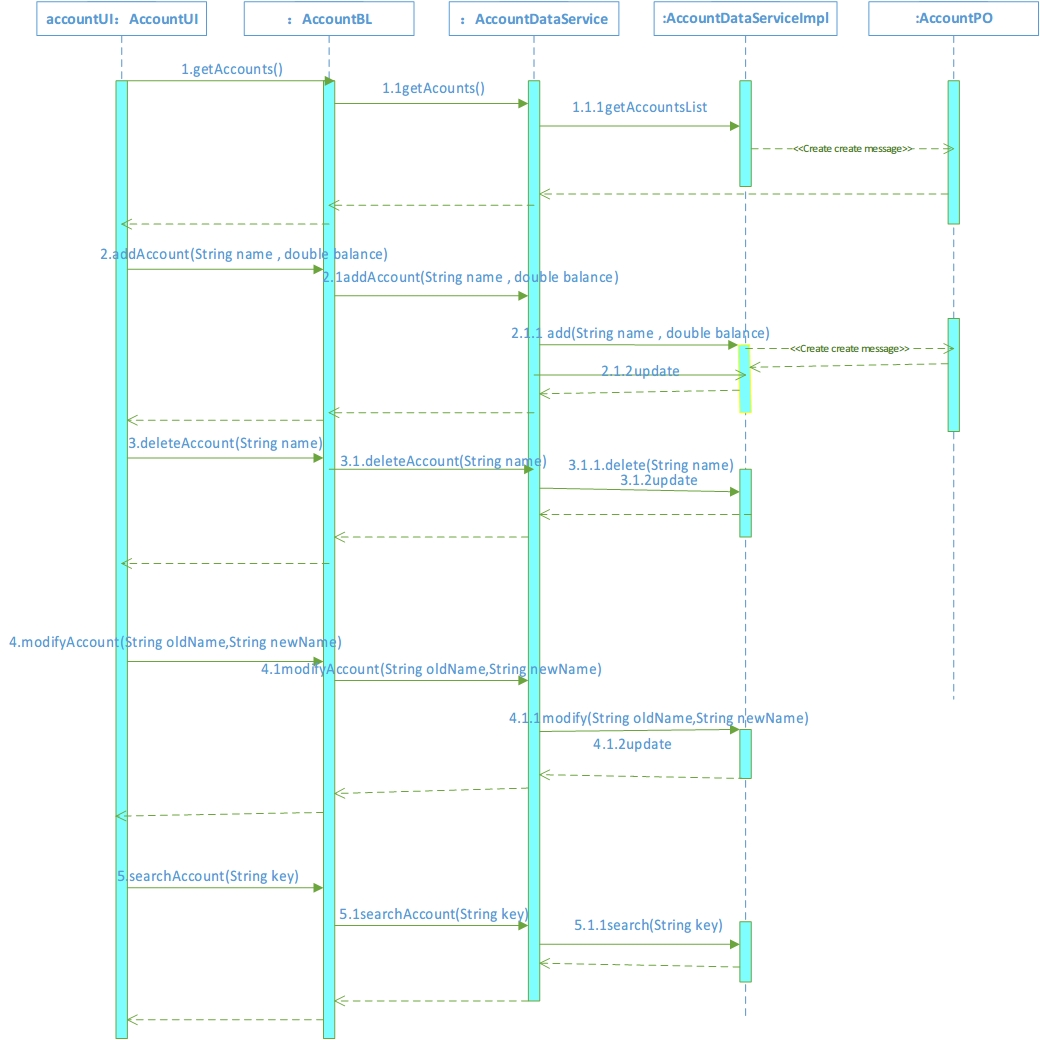 accountUI：AccountUI
：AccountBL
：AccountDataService
:AccountDataServiceImpl
:AccountPO
1.getAccounts()
1.1getAcounts()
1.1.1getAccountsList
<<Create create message>>
2.addAccount(String name , double balance)
2.1addAccount(String name , double balance)
2.1.1 add(String name , double balance)
<<Create create message>>
2.1.2update
3.deleteAccount(String name)
3.1.deleteAccount(String name)
3.1.1.delete(String name)
3.1.2update
4.modifyAccount(String oldName,String newName)
4.1modifyAccount(String oldName,String newName)
4.1.1modify(String oldName,String newName)
4.1.2update
5.searchAccount(String key)
5.1searchAccount(String key)
5.1.1search(String key)